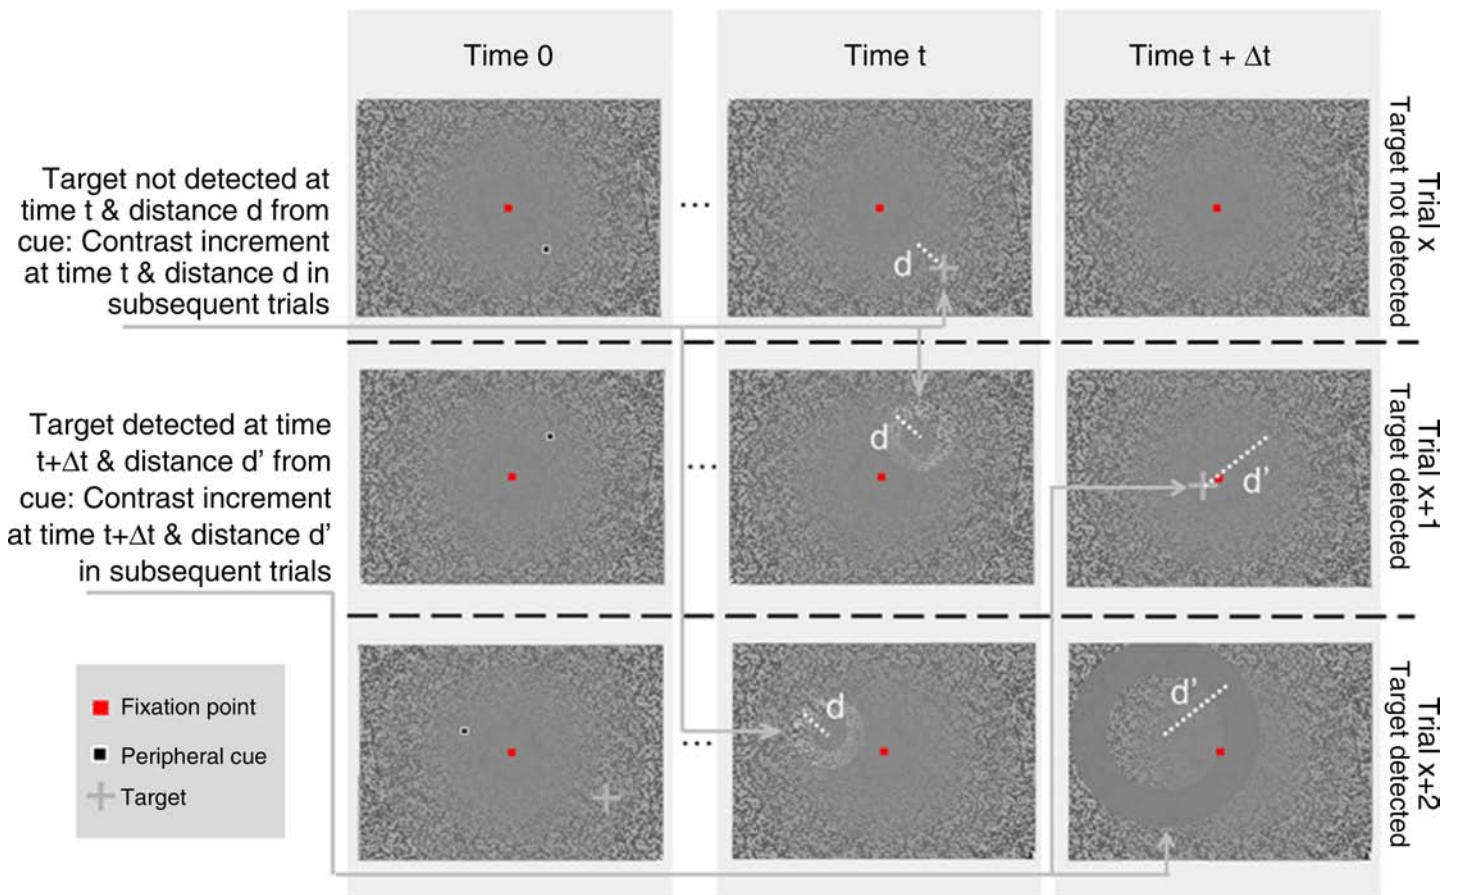 Time 0
Time t
Time t + Δt
Target not detected at
time t & distance d from
cue: Contrast increment
at time t & distance d in
subsequent trials
...
d
Trial x
Target not detected
Target detected at time
t+Δt & distance d’ from
cue: Contrast increment
at time t+Δt & distance d’
in subsequent trials
...
d
d’
Trial x+1
Target detected
Fixation point
Peripheral cue
Target
...
d
d’
Trial x+2
Target detected